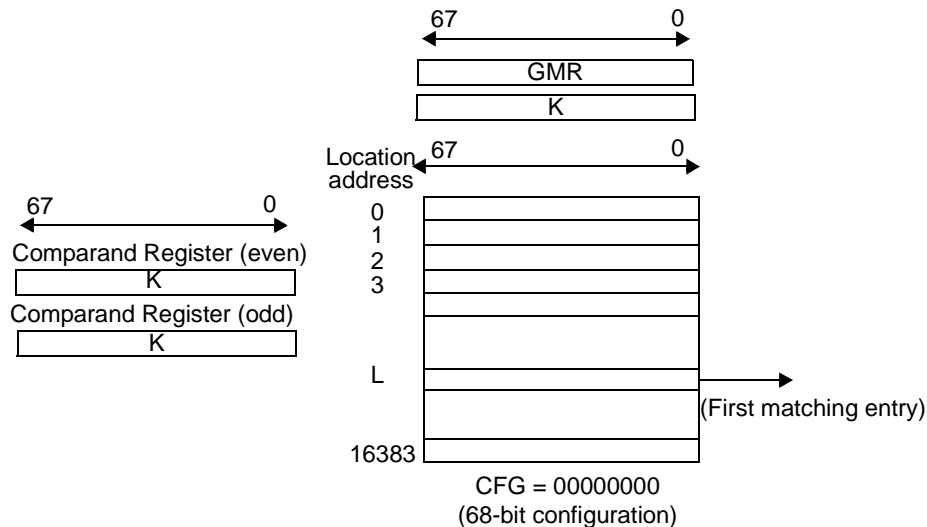 67 0
GMR
K
Location
address
67 0
0
1
2
3
L
(First matching entry)
16383
CFG = 00000000
(68-bit configuration)
67 0
Comparand Register (even)
K
Comparand Register (odd)
K